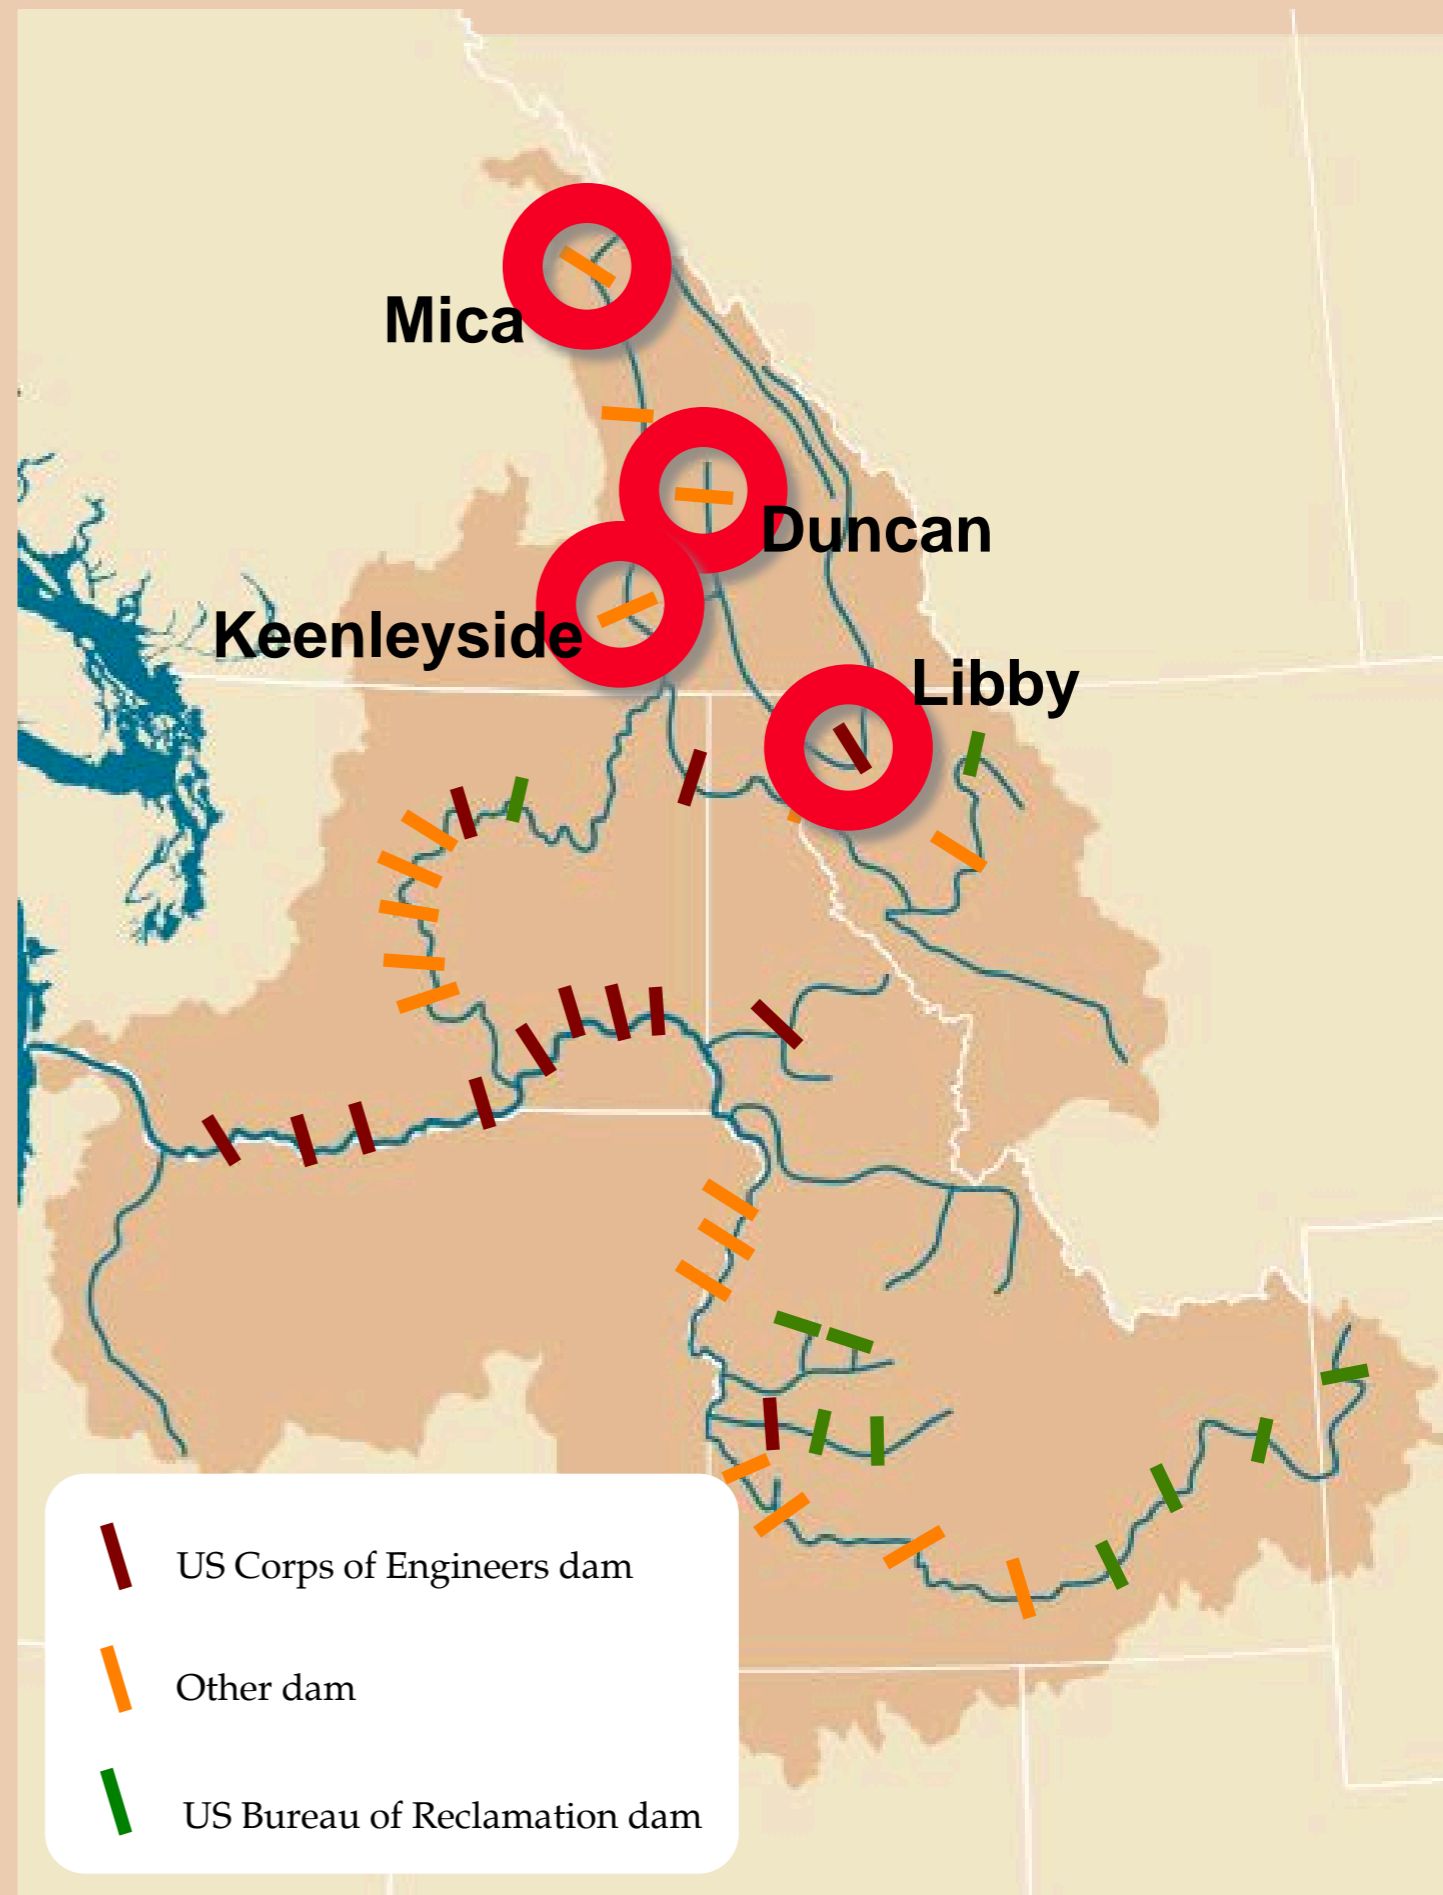 Mica
Duncan
Keenleyside
Libby
US Corps of Engineers dam
Other dam
US Bureau of Reclamation dam